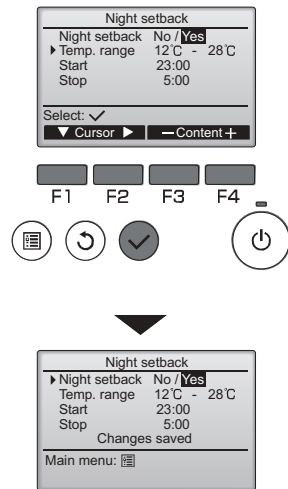 Night setback
Night setback No / Yes
Temp. range 12℃ - 28℃
Start 23:00
Stop 5:00
Select: ✓
▼ Cursor ▶ — Content +
F1 F2 F3 F4
Night setback
Night setback No / Yes
Temp. range 12℃ - 28℃
Start 23:00
Stop 5:00
Changes saved
Main menu: